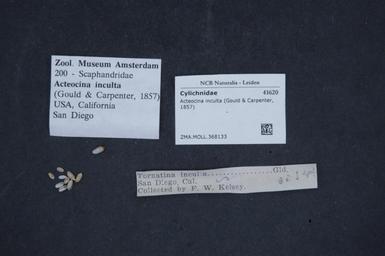 Zool. Museum Amsterdam
200 - Scaphandridae
Acteocina inculta
(Gould & Carpenter, 1857)
USA, California
San Diego
NCB Naturalis - Leiden
Cylichnidae 41620
Acteocina inculta (Gould & Carpenter,
1857)
ZMA.MOLL.368133
Tornatina inculta.................Gld.
San Diego, Cal.
Collected by F. W. Kelsey.